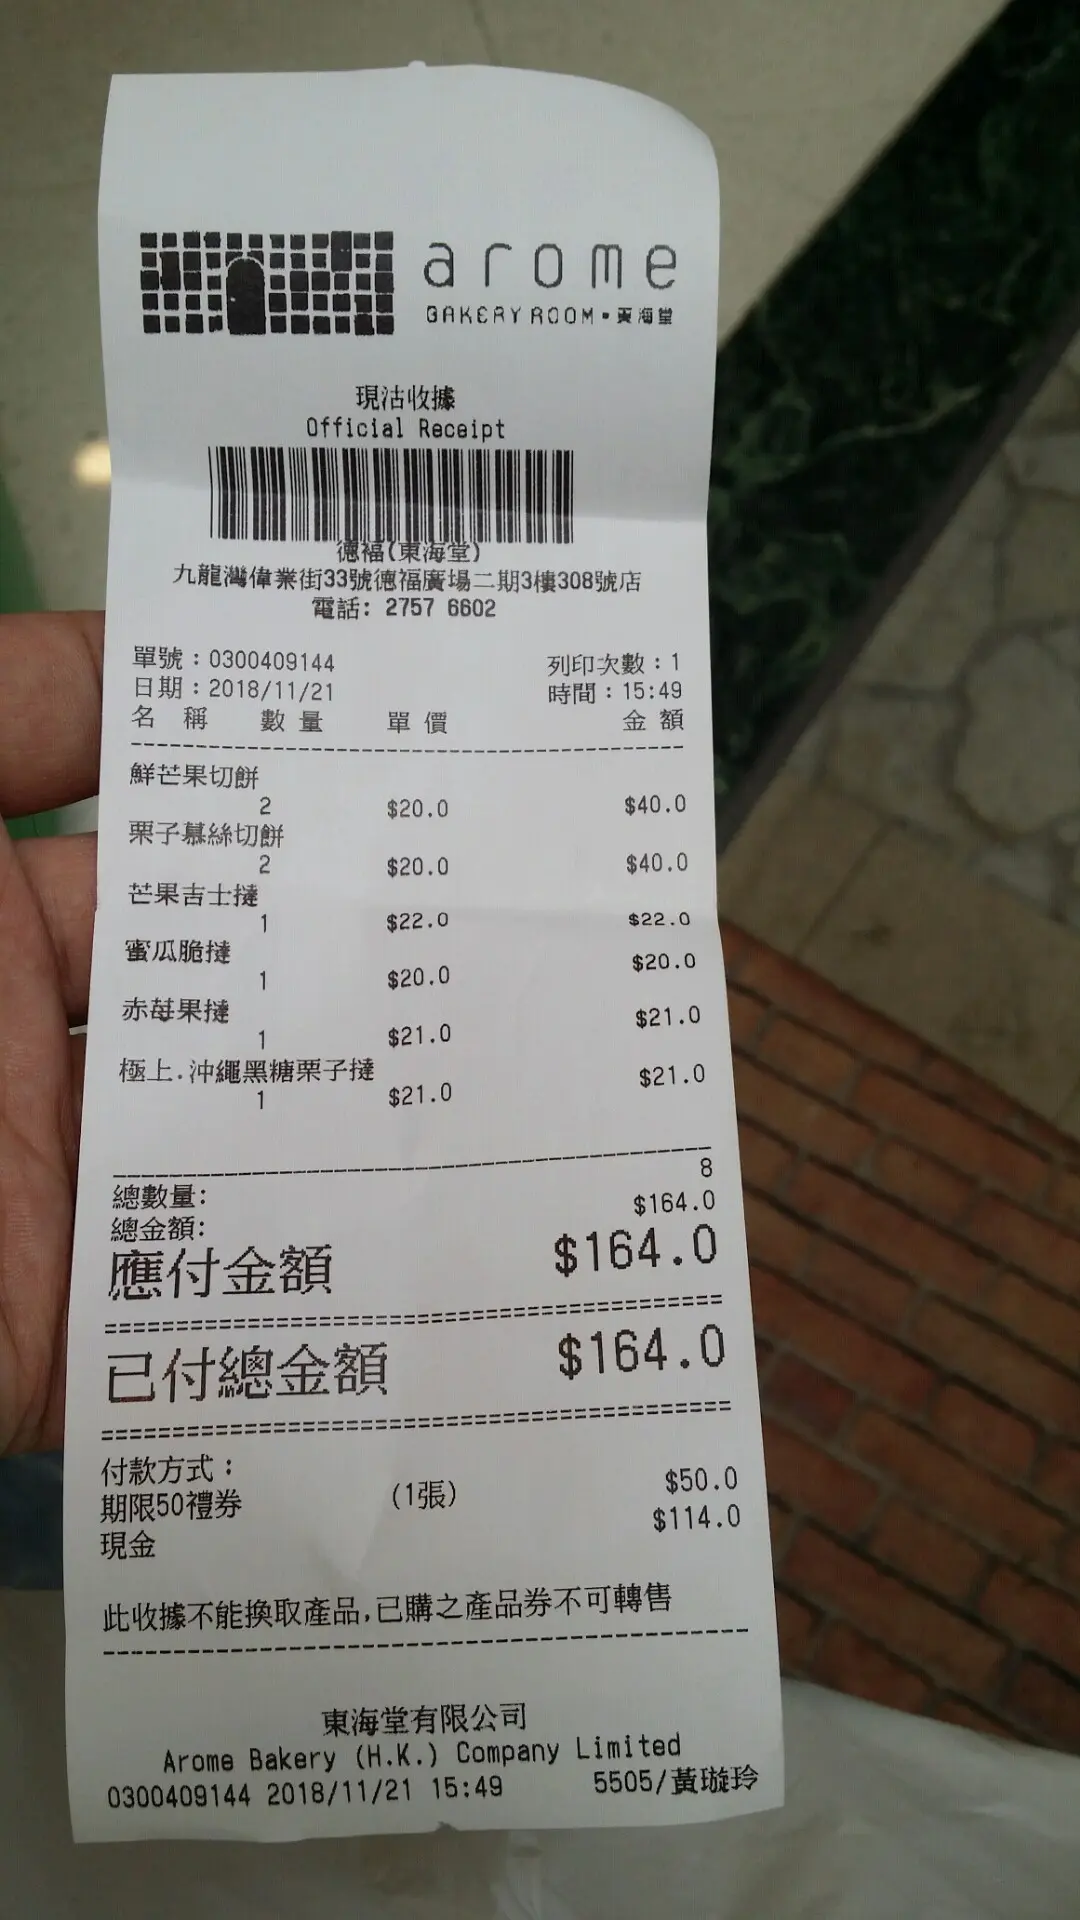 arome
BAKERY ROOM • 東海堂
現沽收據
Official Receipt
德福(東海堂)
九龍灣偉業街33號德福廣場二期3樓308號店
電話: 2757 6602
單號：0300409144 列印次數：1
日期：2018/11/21 時間：15:49
名 稱 數 量 單 價 金 額
鮮芒果切餅
2 $20.0 $40.0
栗子慕絲切餅
2 $20.0 $40.0
芒果吉士撻
1 $22.0 $22.0
蜜瓜脆撻
1 $20.0 $20.0
赤莓果撻
1 $21.0 $21.0
極上.沖繩黑糖栗子撻
1 $21.0 $21.0
總數量: 8
總金額: $164.0
應付金額 $164.0
已付總金額 $164.0
付款方式：
期限50禮券 (1張) $50.0
現金 $114.0
此收據不能換取產品,已購之產品券不可轉售
東海堂有限公司
Arome Bakery (H.K.) Company Limited
0300409144 2018/11/21 15:49 5505/黃璇玲